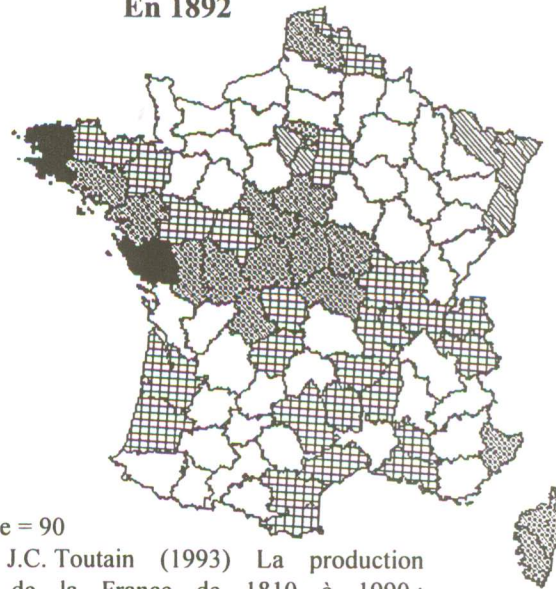 En 1892
e = 90
J.C. Toutain (1993) La production
de la France de 1810 à 1990 :